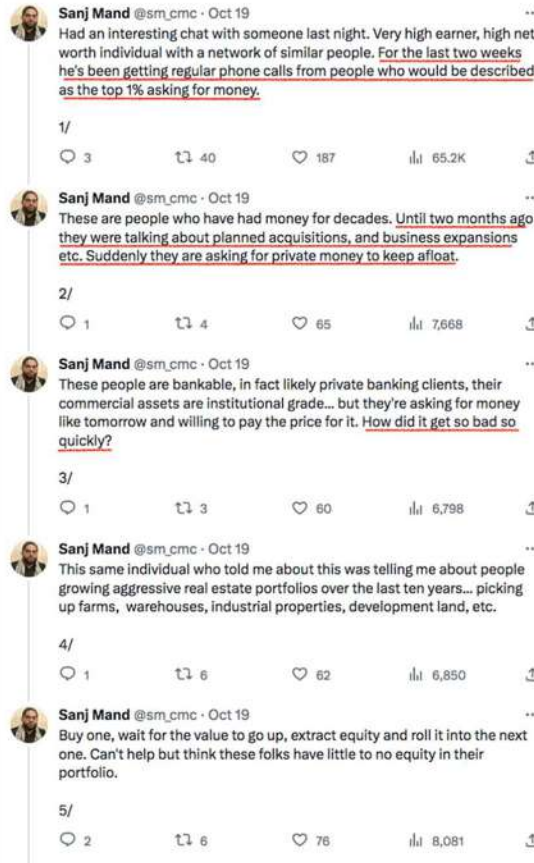 Sanj Mand @sm_cmc · Oct 19
Had an interesting chat with someone last night. Very high earner, high net
worth individual with a network of similar people. For the last two weeks
he's been getting regular phone calls from people who would be described
as the top 1% asking for money.
1/
3 40 187 65.2K
Sanj Mand @sm_cmc · Oct 19
These are people who have had money for decades. Until two months ago
they were talking about planned acquisitions, and business expansions
etc. Suddenly they are asking for private money to keep afloat.
2/
1 4 65 7,668
Sanj Mand @sm_cmc · Oct 19
These people are bankable, in fact likely private banking clients, their
commercial assets are institutional grade... but they're asking for money
like tomorrow and willing to pay the price for it. How did it get so bad so
quickly?
3/
1 3 60 6,798
Sanj Mand @sm_cmc · Oct 19
This same individual who told me about this was telling me about people
growing aggressive real estate portfolios over the last ten years... picking
up farms, warehouses, industrial properties, development land, etc.
4/
1 6 62 6,850
Sanj Mand @sm_cmc · Oct 19
Buy one, wait for the value to go up, extract equity and roll it into the next
one. Can't help but think these folks have little to no equity in their
portfolio.
5/
2 6 76 8,081